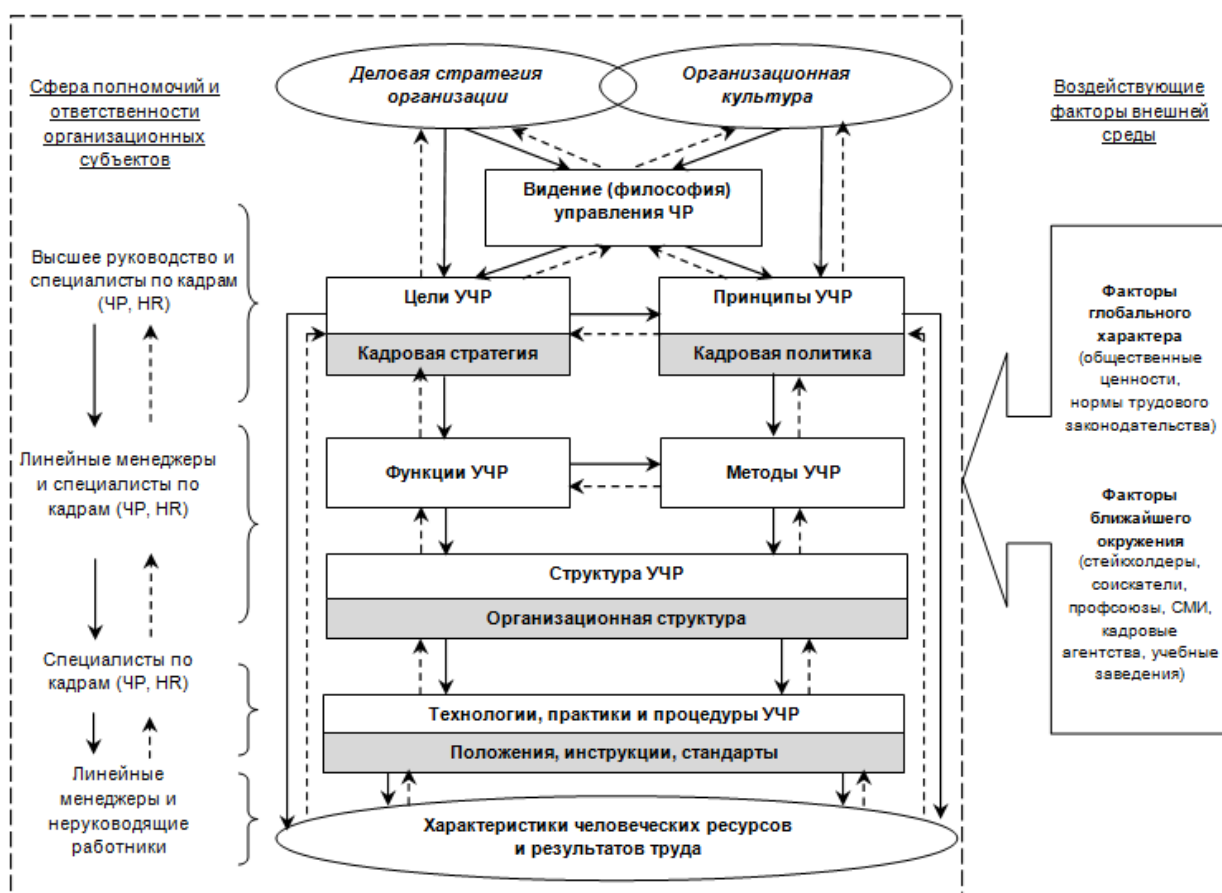 Сфера полномочий и
ответственности
организационных
субъектов
Высшее руководство и
специалисты по кадрам
(ЧР, HR)
Линейные менеджеры
и специалисты по
кадрам (ЧР, HR)
Специалисты по
кадрам (ЧР, HR)
Линейные
менеджеры и
неруководящие
работники
Деловая стратегия
организации
Организационная
культура
Видение (философия)
управления ЧР
Цели УЧР
Кадровая стратегия
Принципы УЧР
Кадровая политика
Функции УЧР
Методы УЧР
Структура УЧР
Организационная структура
Технологии, практики и процедуры УЧР
Положения, инструкции, стандарты
Характеристики человеческих ресурсов
и результатов труда
Воздействующие
факторы внешней
среды
Факторы
глобального
характера
(общественные
ценности,
нормы трудового
законодательства)
Факторы
ближайшего
окружения
(стейкхолдеры,
соискатели,
профсоюзы, СМИ,
кадровые
агентства, учебные
заведения)